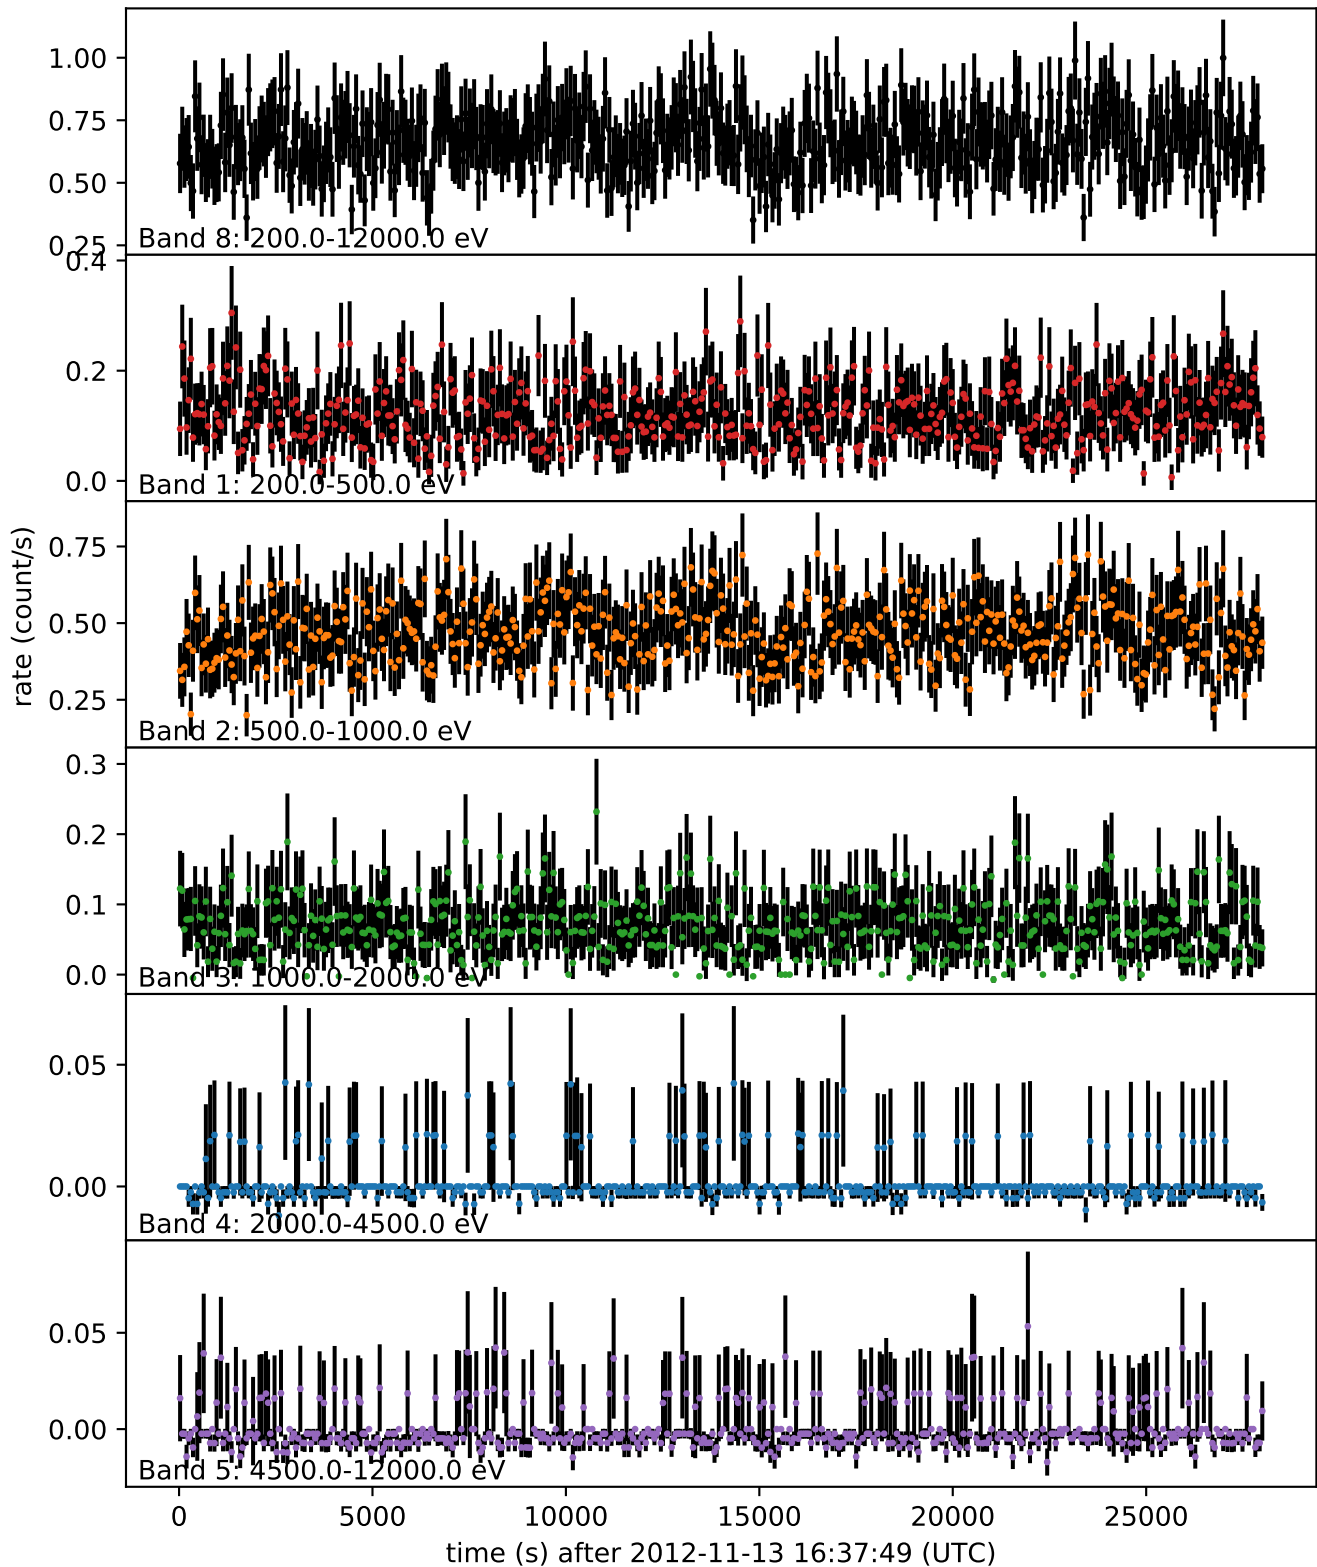 1.00
0.75
0.50
0.25
Band 8: 200.0-12000.0 eV
0.4
0.2
0.0
Band 1: 200.0-500.0 eV
rate (count/s)
0.75
0.50
0.25
Band 2: 500.0-1000.0 eV
0.3
0.2
0.1
0.0
Band 3: 1000.0-2000.0 eV
0.05
0.00
Band 4: 2000.0-4500.0 eV
0.05
0.00
Band 5: 4500.0-12000.0 eV
0 5000 10000 15000 20000 25000
time (s) after 2012-11-13 16:37:49 (UTC)